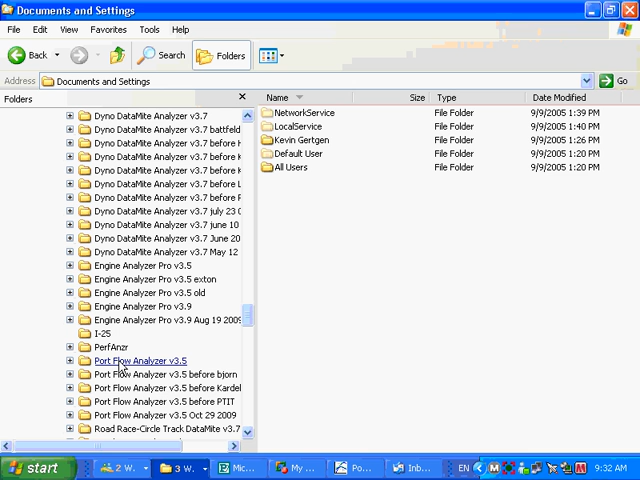 Documents and Settings
File Edit View Favorites Tools Help
Back Search Folders
Address Documents and Settings Go
Folders
Name Size Type Date Modified
Dyno DataMite Analyzer v3.7
Dyno DataMite Analyzer v3.7 battfeld
Dyno DataMite Analyzer v3.7 before
Dyno DataMite Analyzer v3.7 before
Dyno DataMite Analyzer v3.7 before
Dyno DataMite Analyzer v3.7 before
Dyno DataMite Analyzer v3.7 before
Dyno DataMite Analyzer v3.7 july 23
Dyno DataMite Analyzer v3.7 june 10
Dyno DataMite Analyzer v3.7 June 20
Dyno DataMite Analyzer v3.7 May 12
Engine Analyzer Pro v3.5
Engine Analyzer Pro v3.5 exton
Engine Analyzer Pro v3.5 old
Engine Analyzer Pro v3.9
Engine Analyzer Pro v3.9 Aug 19 2009
I-25
PerfAnzr
Port Flow Analyzer v3.5
Port Flow Analyzer v3.5 before bjorn
Port Flow Analyzer v3.5 before Kardel
Port Flow Analyzer v3.5 before PTIT
Port Flow Analyzer v3.5 Oct 29 2009
Road Race-Circle Track DataMite v3.7
NetworkService File Folder 9/9/2005 1:39 PM
LocalService File Folder 9/9/2005 1:40 PM
Kevin Gertgen File Folder 9/9/2005 1:26 PM
Default User File Folder 9/9/2005 1:20 PM
All Users File Folder 9/9/2005 1:20 PM
start 2 W. 3 W. Mic... My ... Po... Inb... EN 9:32 AM